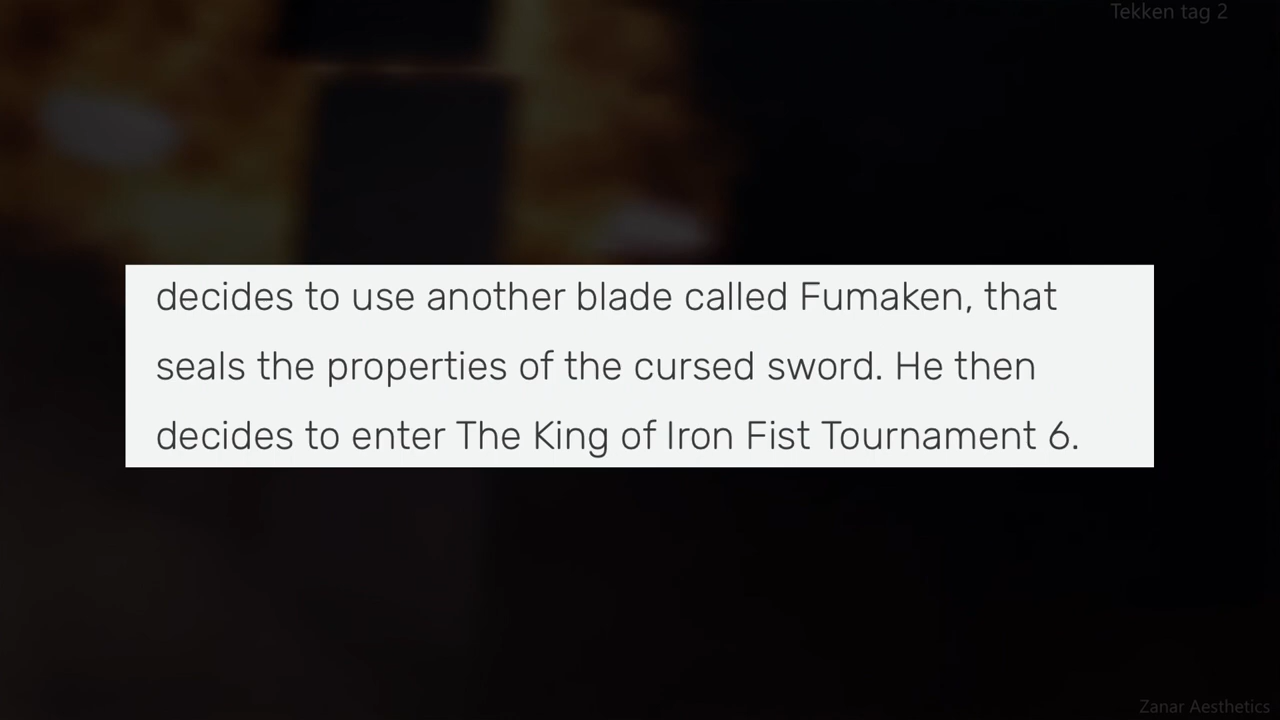 Tekken tag 2
decides to use another blade called Fumaken, that
seals the properties of the cursed sword. He then
decides to enter The King of Iron Fist Tournament 6.
Zanar Aesthetics